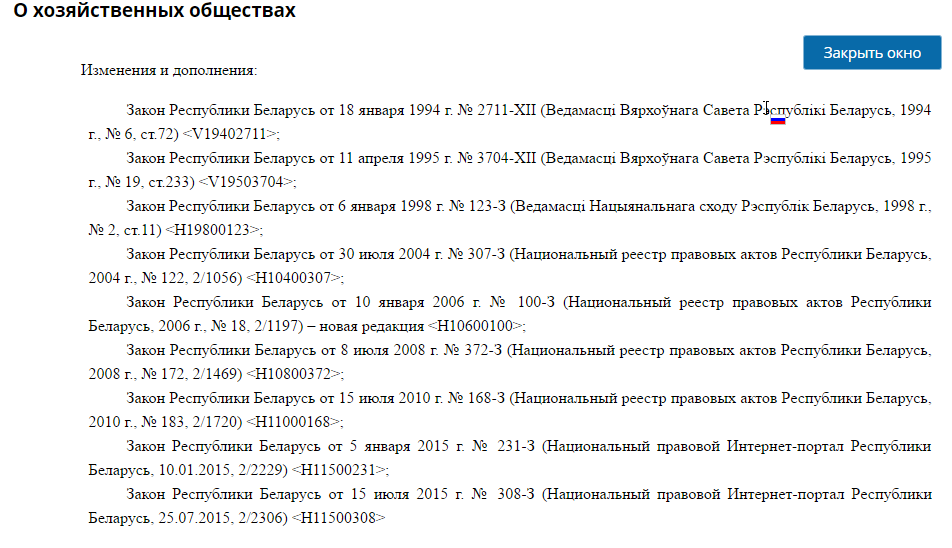 О хозяйственных обществах
Закрыть окно
Изменения и дополнения:
Закон Республики Беларусь от 18 января 1994 г. № 2711-XII (Ведамасці Вярхоўнага Савета Рэспублікі Беларусь, 1994
г., № 6, ст.72) <V19402711>;
Закон Республики Беларусь от 11 апреля 1995 г. № 3704-XII (Ведамасці Вярхоўнага Савета Рэспублікі Беларусь, 1995
г., № 19, ст.233) <V19503704>;
Закон Республики Беларусь от 6 января 1998 г. № 123-З (Ведамасці Нацыянальнага сходу Рэспублік Беларусь, 1998 г.,
№ 2, ст.11) <H19800123>;
Закон Республики Беларусь от 30 июля 2004 г. № 307-З (Национальный реестр правовых актов Республики Беларусь,
2004 г., № 122, 2/1056) <H10400307>;
Закон Республики Беларусь от 10 января 2006 г. № 100-З (Национальный реестр правовых актов Республики
Беларусь, 2006 г., № 18, 2/1197) – новая редакция <H10600100>;
Закон Республики Беларусь от 8 июля 2008 г. № 372-З (Национальный реестр правовых актов Республики Беларусь,
2008 г., № 172, 2/1469) <H10800372>;
Закон Республики Беларусь от 15 июля 2010 г. № 168-З (Национальный реестр правовых актов Республики Беларусь,
2010 г., № 183, 2/1720) <H11000168>;
Закон Республики Беларусь от 5 января 2015 г. № 231-З (Национальный правовой Интернет-портал Республики
Беларусь, 10.01.2015, 2/2229) <H11500231>;
Закон Республики Беларусь от 15 июля 2015 г. № 308-З (Национальный правовой Интернет-портал Республики
Беларусь, 25.07.2015, 2/2306) <H11500308>